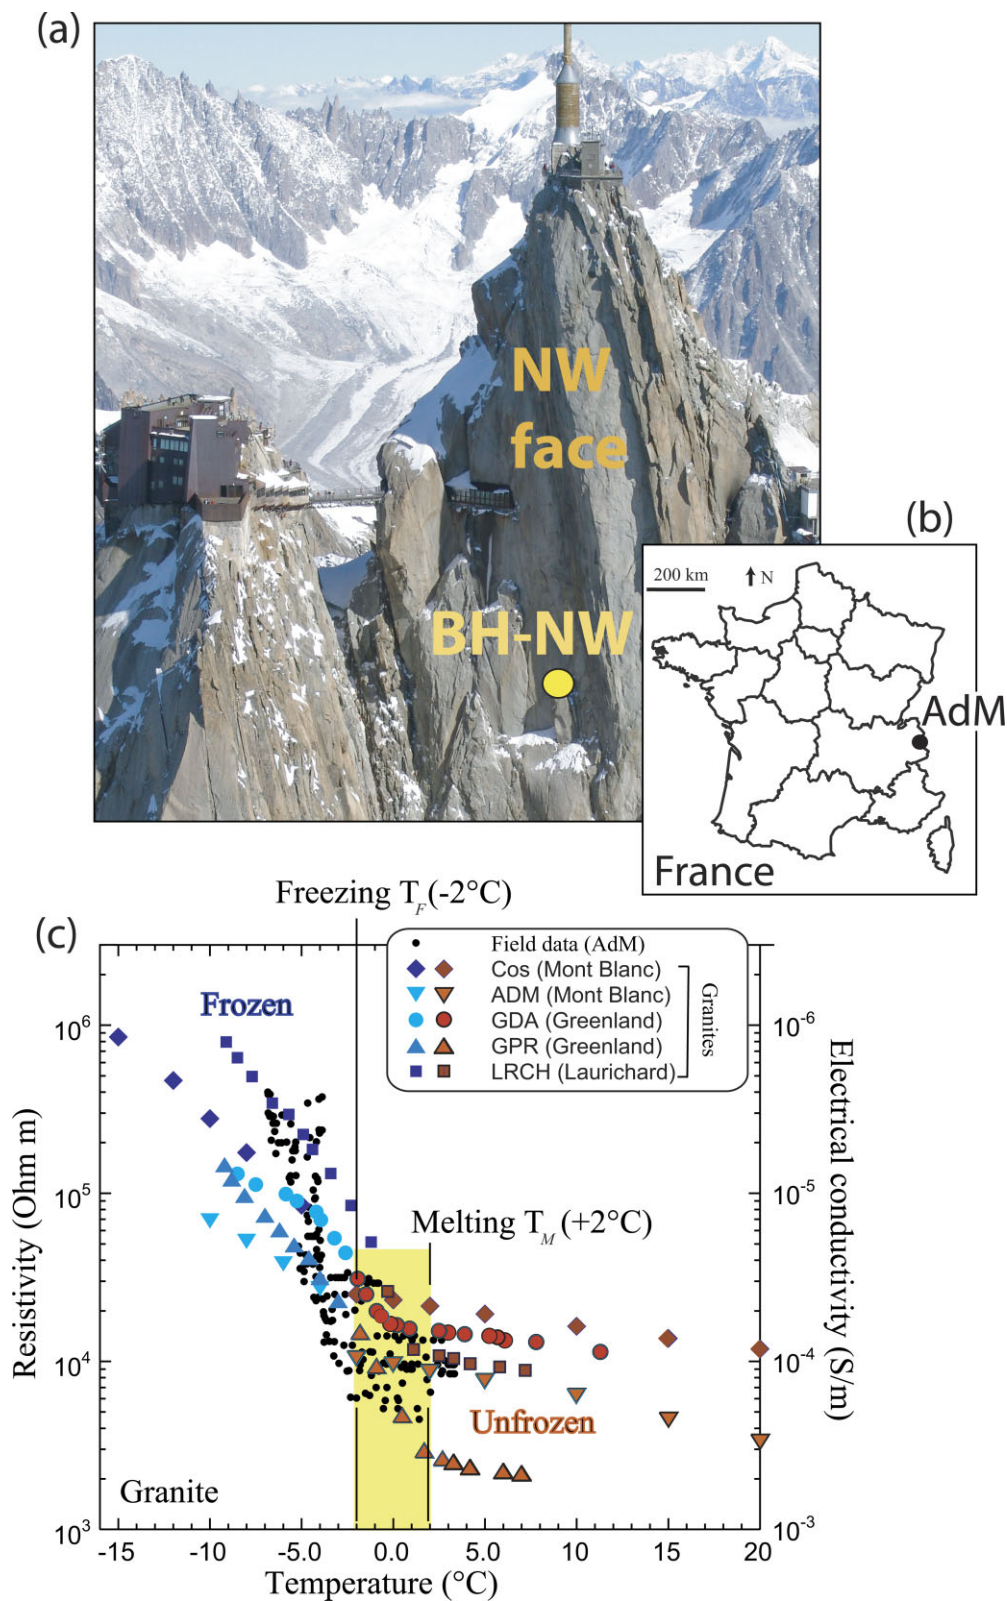 (a)
NW
face
BH-NW
(b)
200 km
N
AdM
France
Freezing T_F (-2°C)
(c)
Field data (AdM)
Cos (Mont Blanc)
ADM (Mont Blanc)
GDA (Greenland)
GPR (Greenland)
LRCH (Laurichard)
Granites
Frozen
Melting T_M (+2°C)
Unfrozen
Granite
10^6
10^5
10^4
10^3
Resistivity (Ohm m)
10^-6
10^-5
10^-4
10^-3
Electrical conductivity (S/m)
-15 -10 -5.0 0.0 5.0 10 15 20
Temperature (°C)